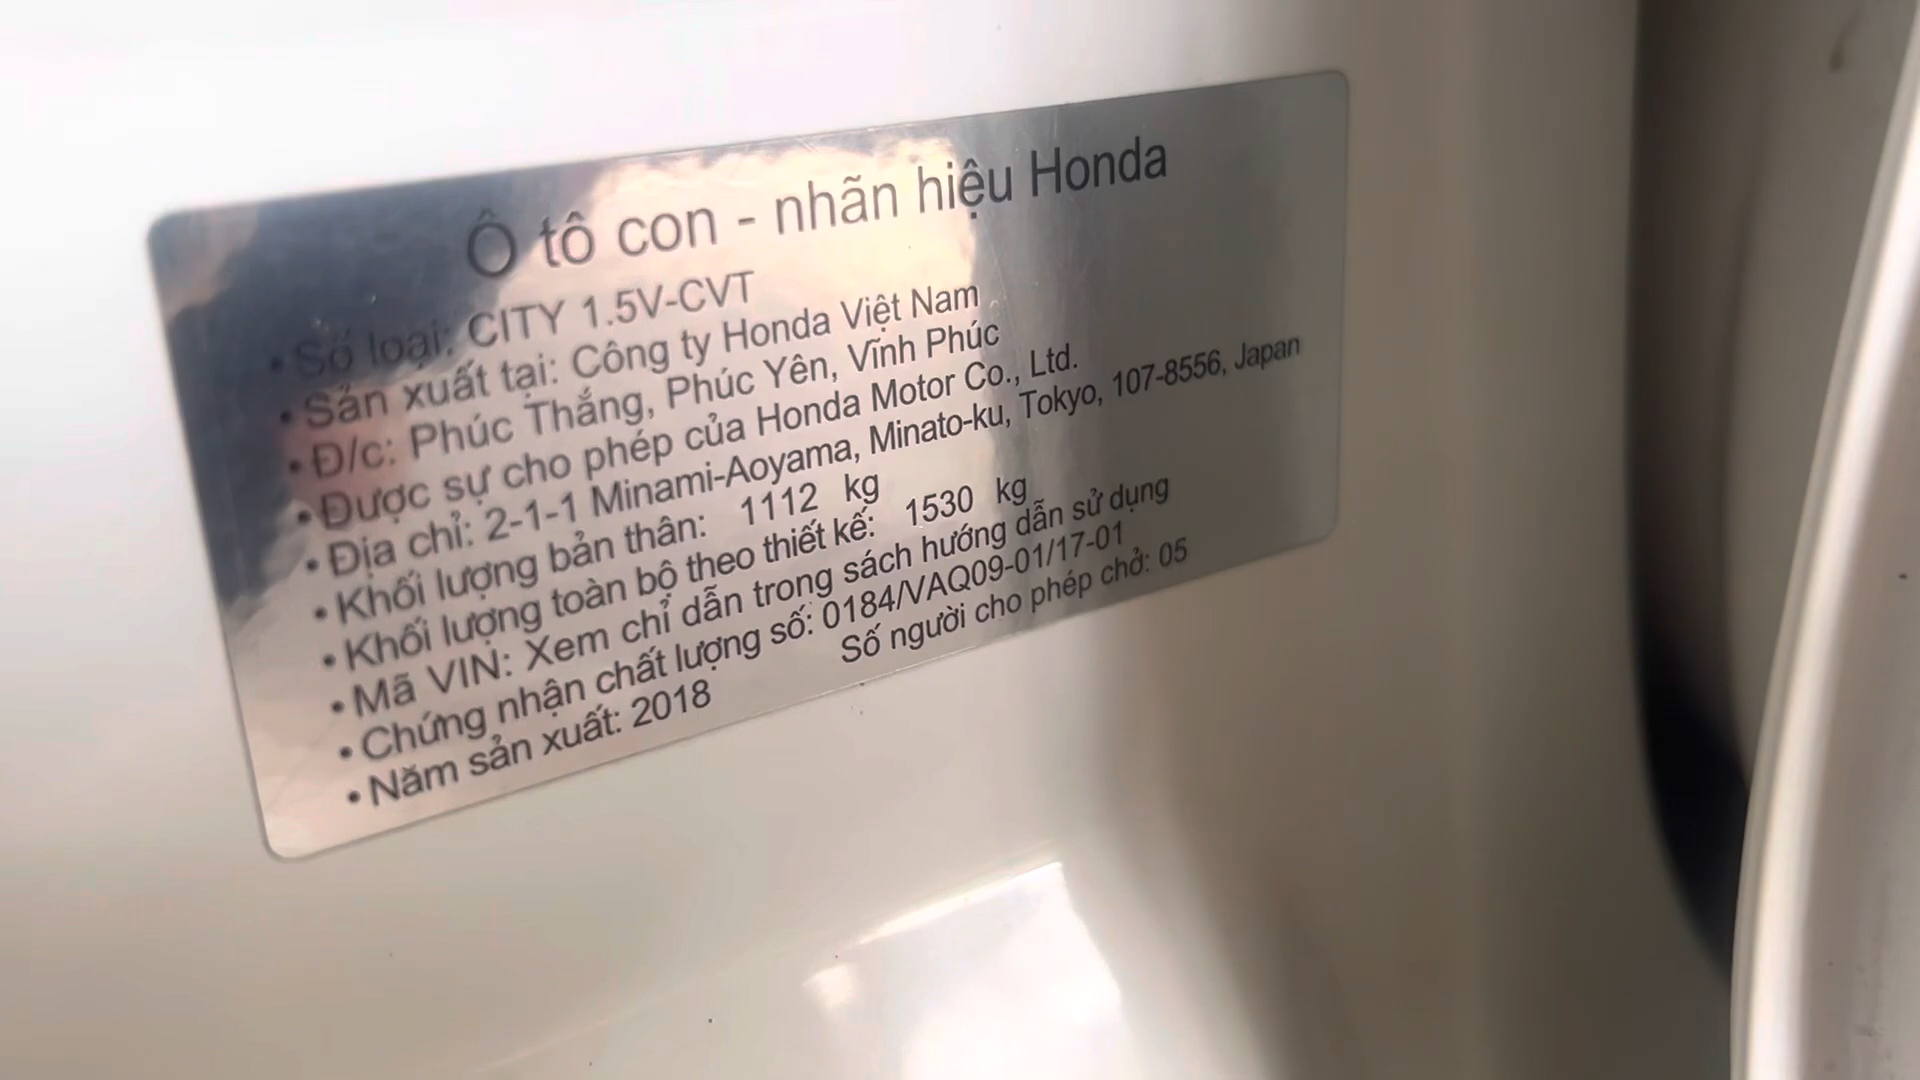 Ô tô con - nhãn hiệu Honda
• Số loại: CITY 1.5V-CVT
• Sản xuất tại: Công ty Honda Việt Nam
• Đ/c: Phúc Thắng, Phúc Yên, Vĩnh Phúc
• Được sự cho phép của Honda Motor Co., Ltd.
• Địa chỉ: 2-1-1 Minami-Aoyama, Minato-ku, Tokyo, 107-8556, Japan
• Khối lượng bản thân: 1112 kg
• Khối lượng toàn bộ theo thiết kế: 1530 kg
• Mã VIN: Xem chỉ dẫn trong sách hướng dẫn sử dụng
• Chứng nhận chất lượng số: 0184/VAQ09-01/17-01
• Năm sản xuất: 2018 Số người cho phép chở: 05